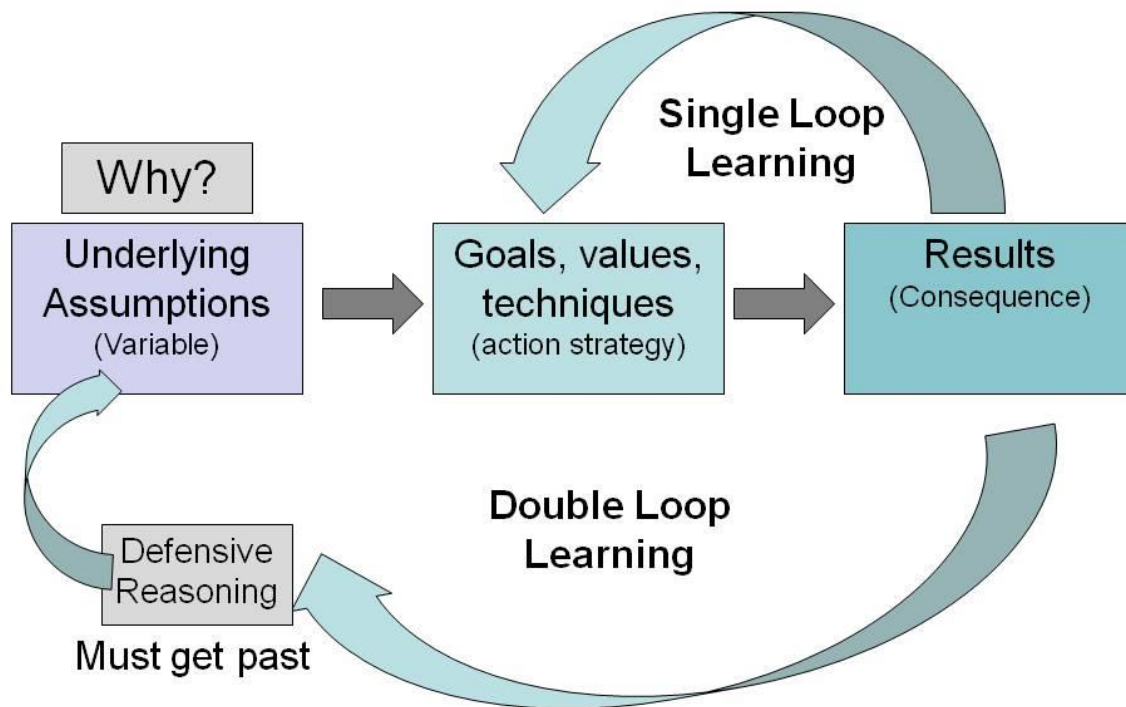 Single Loop
Learning
Why?
Underlying
Assumptions
(Variable)
Goals, values,
techniques
(action strategy)
Results
(Consequence)
Double Loop
Learning
Defensive
Reasoning
Must get past